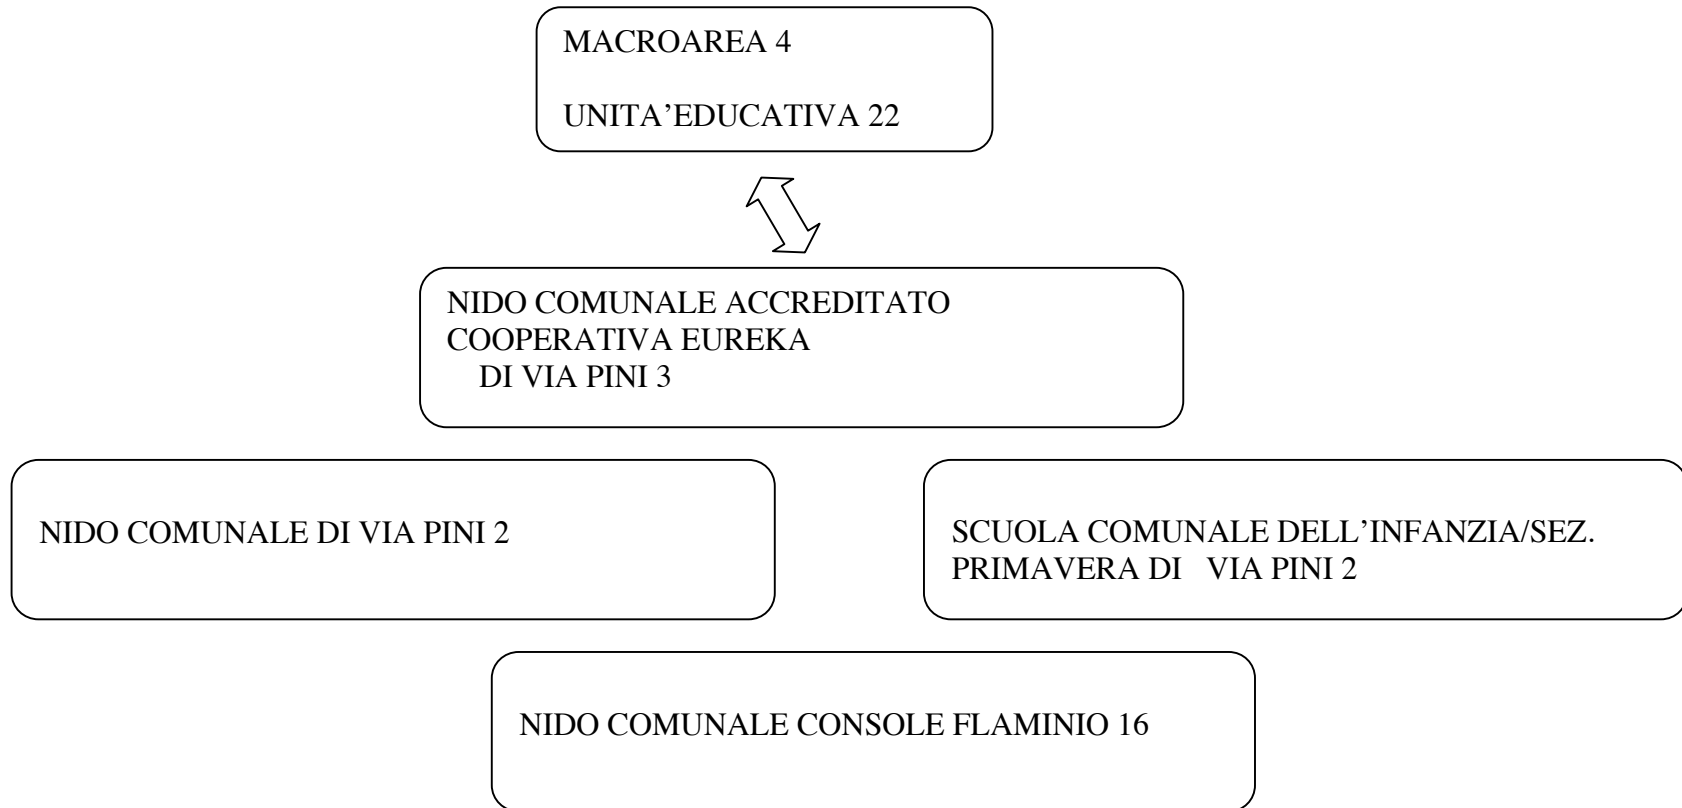 MACROAREA 4
UNITA’EDUCATIVA 22
NIDO COMUNALE ACCREDITATO
COOPERATIVA EUREKA
DI VIA PINI 3
NIDO COMUNALE DI VIA PINI 2
SCUOLA COMUNALE DELL’INFANZIA/SEZ.
PRIMAVERA DI VIA PINI 2
NIDO COMUNALE CONSOLE FLAMINIO 16